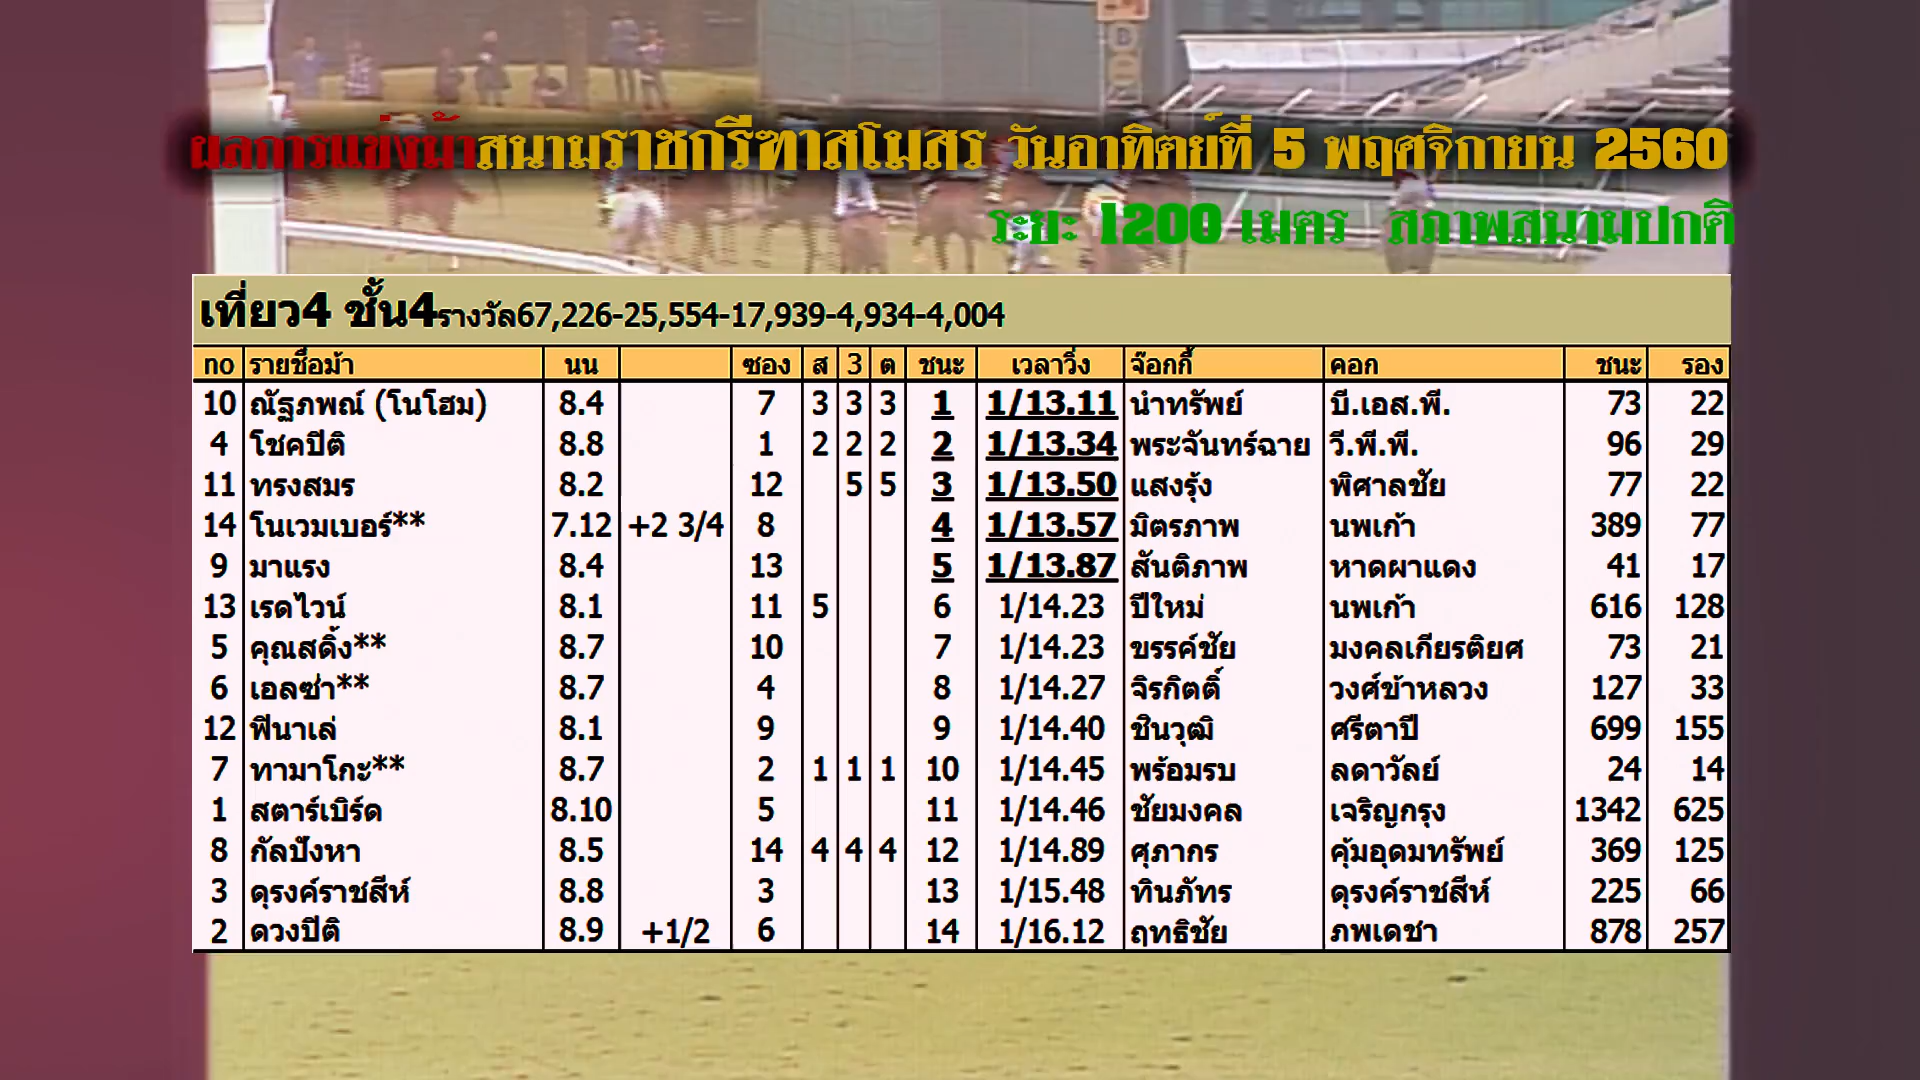 ผลการแข่งม้าสนามราชกรีฑาสโมสร วันอาทิตย์ที่ 5 พฤศจิกายน 2560
ระยะ 1200 เมตร สภาพสนามปกติ
เที่ยว4 ชั้น4รางวัล67,226-25,554-17,939-4,934-4,004
no รายชื่อม้า นน ซอง ส 3 ต ชนะ เวลาวิ่ง จ๊อกกี้ คอก ชนะ รอง
10 ณัฐภพณ์ (โนโฮม) 8.4 7 3 3 3 1 1/13.11 นำทรัพย์ บี.เอส.พี. 73 22
4 โชคปีติ 8.8 1 2 2 2 2 1/13.34 พระจันทร์ฉาย วี.พี.พี. 96 29
11 ทรงสมร 8.2 12 5 5 3 1/13.50 แสงรุ้ง พิศาลชัย 77 22
14 โนเวมเบอร์** 7.12 +2 3/4 8 4 1/13.57 มิตรภาพ นพเก้า 389 77
9 มาแรง 8.4 13 5 1/13.87 สันติภาพ หาดผาแดง 41 17
13 เรดไวน์ 8.1 11 5 6 1/14.23 ปีใหม่ นพเก้า 616 128
5 คุณสดิ้ง** 8.7 10 7 1/14.23 ขรรค์ชัย มงคลเกียรติยศ 73 21
6 เอลซ่า** 8.7 4 8 1/14.27 จิรกิตติ์ วงศ์ข้าหลวง 127 33
12 ฟินาเล่ 8.1 9 9 1/14.40 ชินวุฒิ ศรีตาปี 699 155
7 ทามาโกะ** 8.7 2 1 1 1 10 1/14.45 พร้อมรบ ลดาวัลย์ 24 14
1 สตาร์เบิร์ด 8.10 5 11 1/14.46 ชัยมงคล เจริญกรุง 1342 625
8 กัลปังหา 8.5 14 4 4 4 12 1/14.89 ศุภากร คุ้มอุดมทรัพย์ 369 125
3 ดุรงค์ราชสีห์ 8.8 3 13 1/15.48 ทินภัทร ดุรงค์ราชสีห์ 225 66
2 ดวงปีติ 8.9 +1/2 6 14 1/16.12 ฤทธิชัย ภพเดชา 878 257